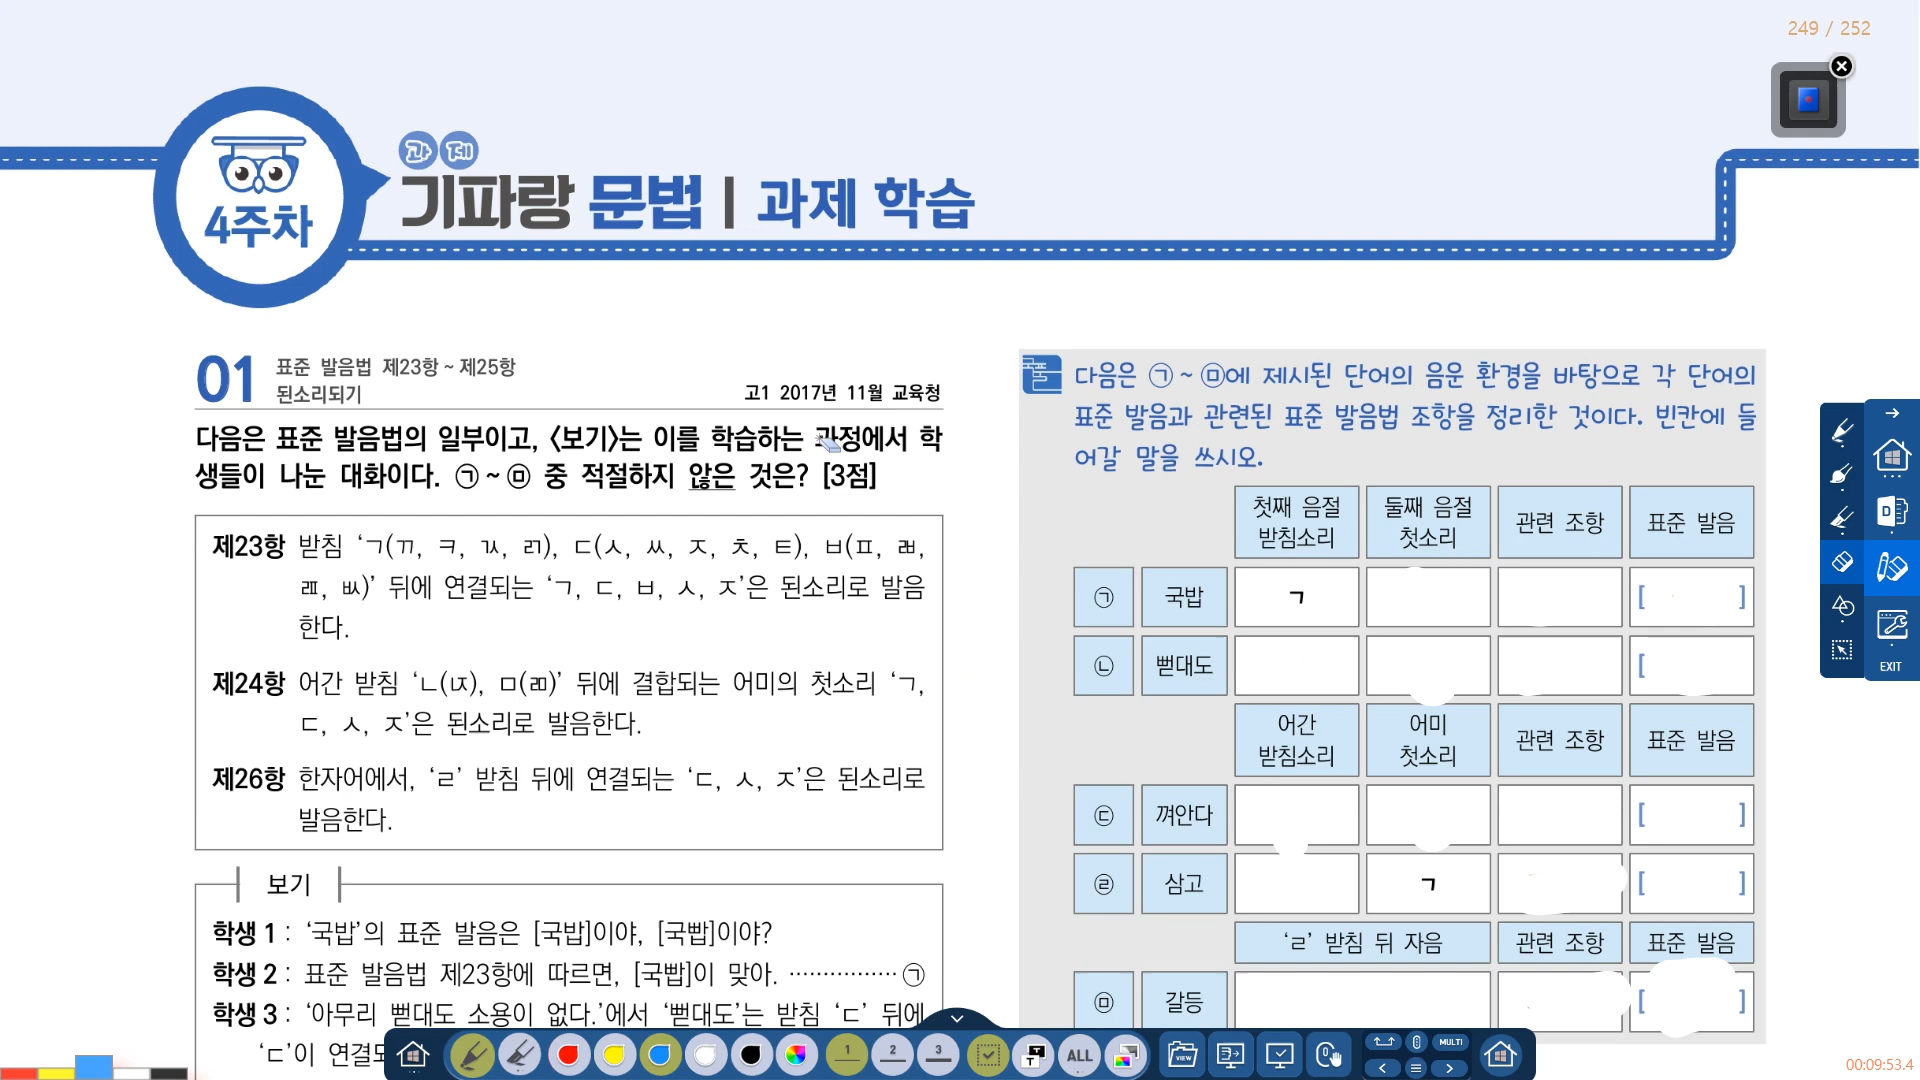 249 / 252
과제
기파랑 문법 | 과제 학습
4주차
01 표준 발음법 제23항 ~ 제25항
된소리되기
고1 2017년 11월 교육청
다음은 표준 발음법의 일부이고, 〈보기〉는 이를 학습하는 과정에서 학
생들이 나눈 대화이다. ㉠ ~ ㉤ 중 적절하지 않은 것은? [3점]
제23항 받침 ‘ㄱ(ㄲ, ㅋ, ㄳ, ㄺ), ㄷ(ㅅ, ㅆ, ㅈ, ㅊ, ㅌ), ㅂ(ㅍ, ㄼ,
ㄿ, ㅄ)’ 뒤에 연결되는 ‘ㄱ, ㄷ, ㅂ, ㅅ, ㅈ’은 된소리로 발음
한다.
제24항 어간 받침 ‘ㄴ(ㄵ), ㅁ(ㄻ)’ 뒤에 결합되는 어미의 첫소리 ‘ㄱ,
ㄷ, ㅅ, ㅈ’은 된소리로 발음한다.
제26항 한자어에서, ‘ㄹ’ 받침 뒤에 연결되는 ‘ㄷ, ㅅ, ㅈ’은 된소리로
발음한다.
보기
학생 1 : ‘국밥’의 표준 발음은 [국밥]이야, [국빱]이야?
학생 2 : 표준 발음법 제23항에 따르면, [국빱]이 맞아. ················ ㉠
학생 3 : ‘아무리 뻗대도 소용이 없다.’에서 ‘뻗대도’는 받침 ‘ㄷ’ 뒤에
‘ㄷ’이 연결되
다음은 ㉠ ~ ㉤에 제시된 단어의 음운 환경을 바탕으로 각 단어의
표준 발음과 관련된 표준 발음법 조항을 정리한 것이다. 빈칸에 들
어갈 말을 쓰시오.
첫째 음절 받침소리 둘째 음절 첫소리 관련 조항 표준 발음
㉠ 국밥 ㄱ [ ]
㉡ 뻗대도 [
어간 받침소리 어미 첫소리 관련 조항 표준 발음
㉢ 껴안다 [ ]
㉣ 삼고 ㄱ [ ]
‘ㄹ’ 받침 뒤 자음 관련 조항 표준 발음
㉤ 갈등 [ ]
EXIT
1 2 3 ALL VIEW MULTI
00:09:53.4